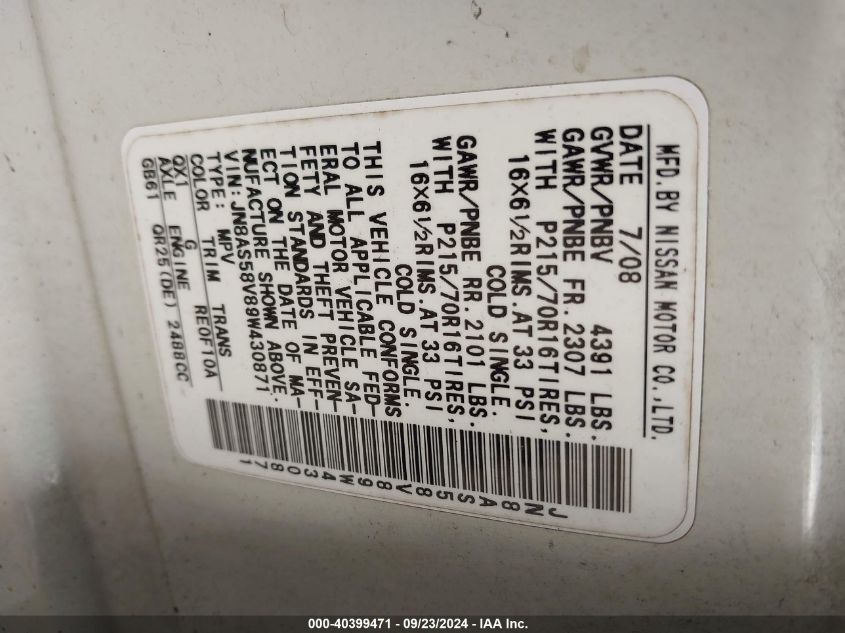 MFD. BY NISSAN MOTOR CO., LTD.
DATE 7/08
GVWR/PNBV 4391 LBS.
GAWR/PNBE FR. 2307 LBS.
WITH P215/70R16TIRES,
16X6½RIMS. AT 33 PSI
COLD SINGLE.
GAWR/PNBE RR. 2101 LBS.
WITH P215/70R16TIRES,
16X6½RIMS. AT 33 PSI
COLD SINGLE.
THIS VEHICLE CONFORMS
TO ALL APPLICABLE FED-
ERAL MOTOR VEHICLE SA-
FETY AND THEFT PREVEN-
TION STANDARDS IN EFF-
ECT ON THE DATE OF MA-
NUFACTURE SHOWN ABOVE.
VIN: JN8AS58V89W430871
TYPE: MPV
COLOR TRIM TRANS
QX1 G RE0F10A
AXLE ENGINE
GB61 QR25(DE) 2488CC
JN8AS58V89W430871
000-40399471 - 09/23/2024 - IAA Inc.